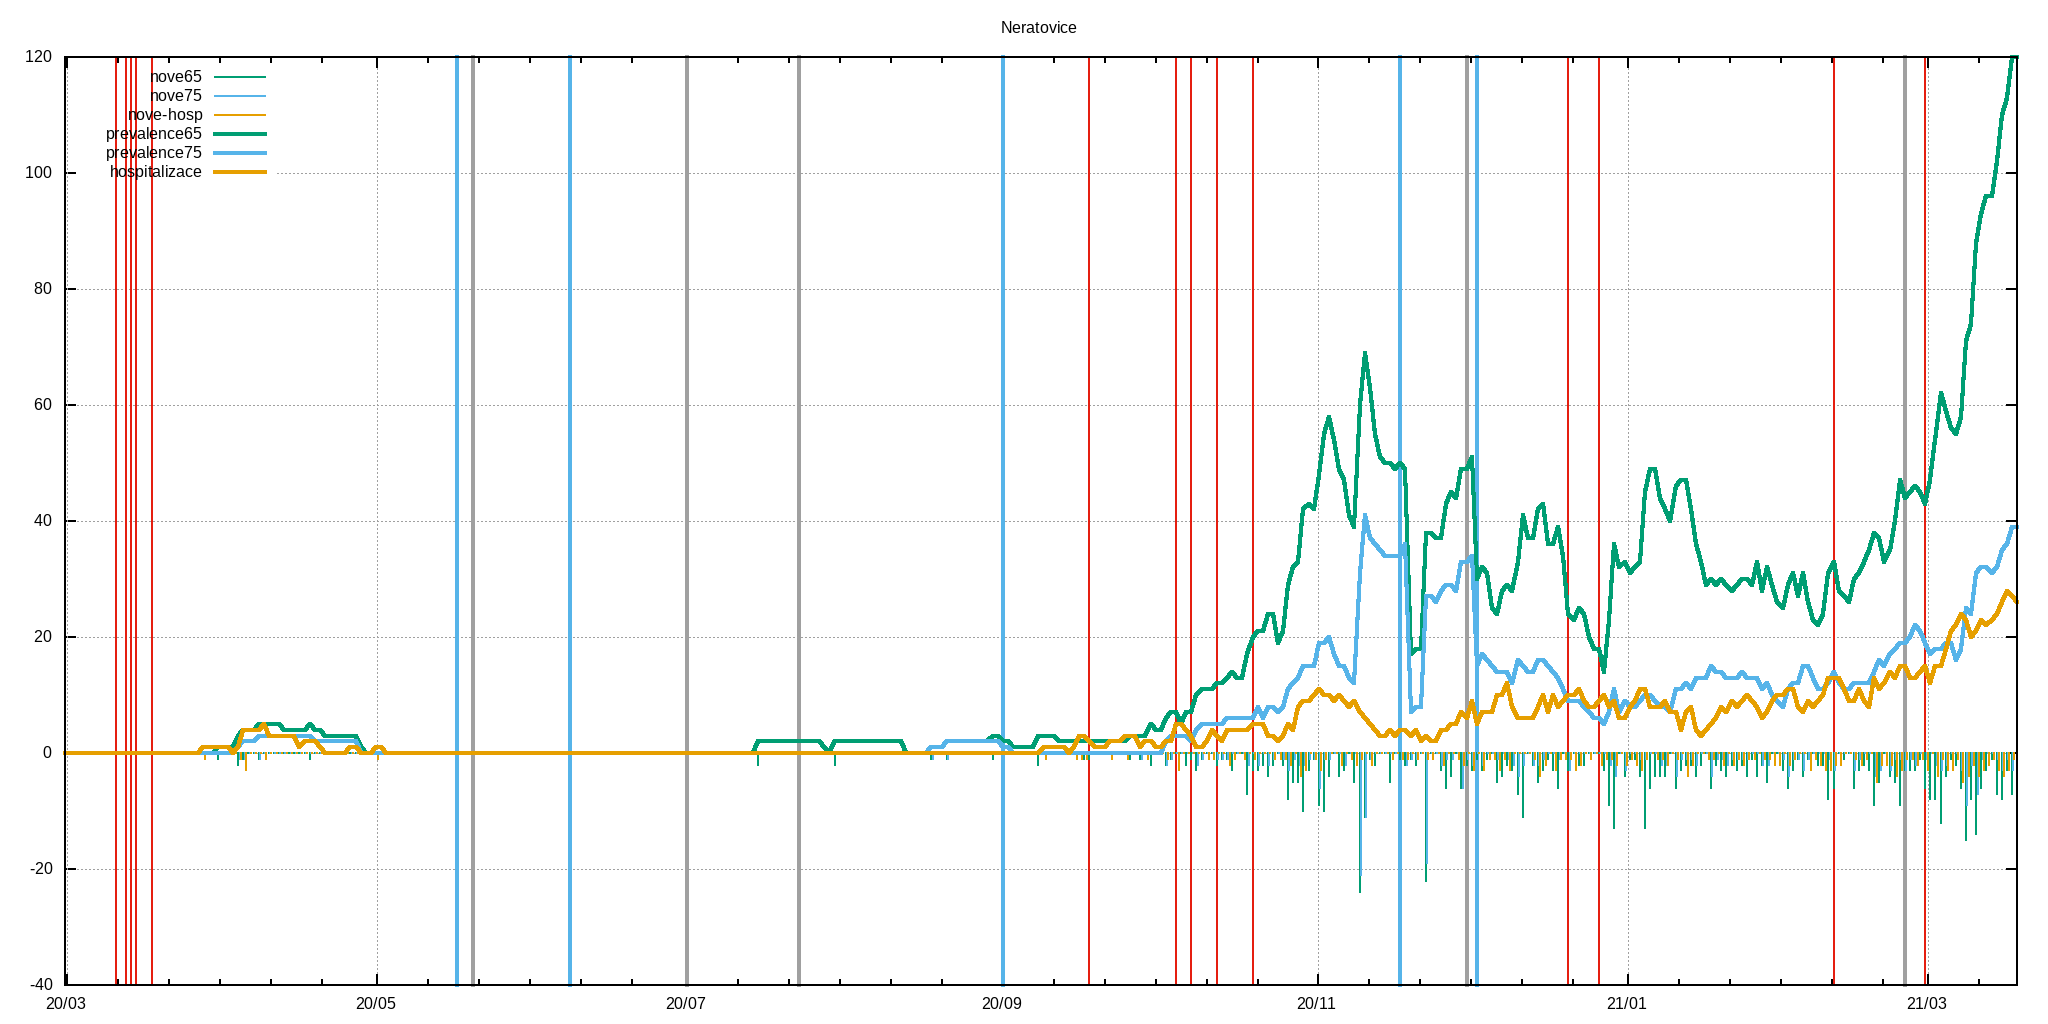 Neratovice
120
nove65
nove75
nove-hosp
prevalence65
prevalence75
hospitalizace
100
80
60
40
20
0
-20
-40
20/03 20/05 20/07 20/09 20/11 21/01 21/03